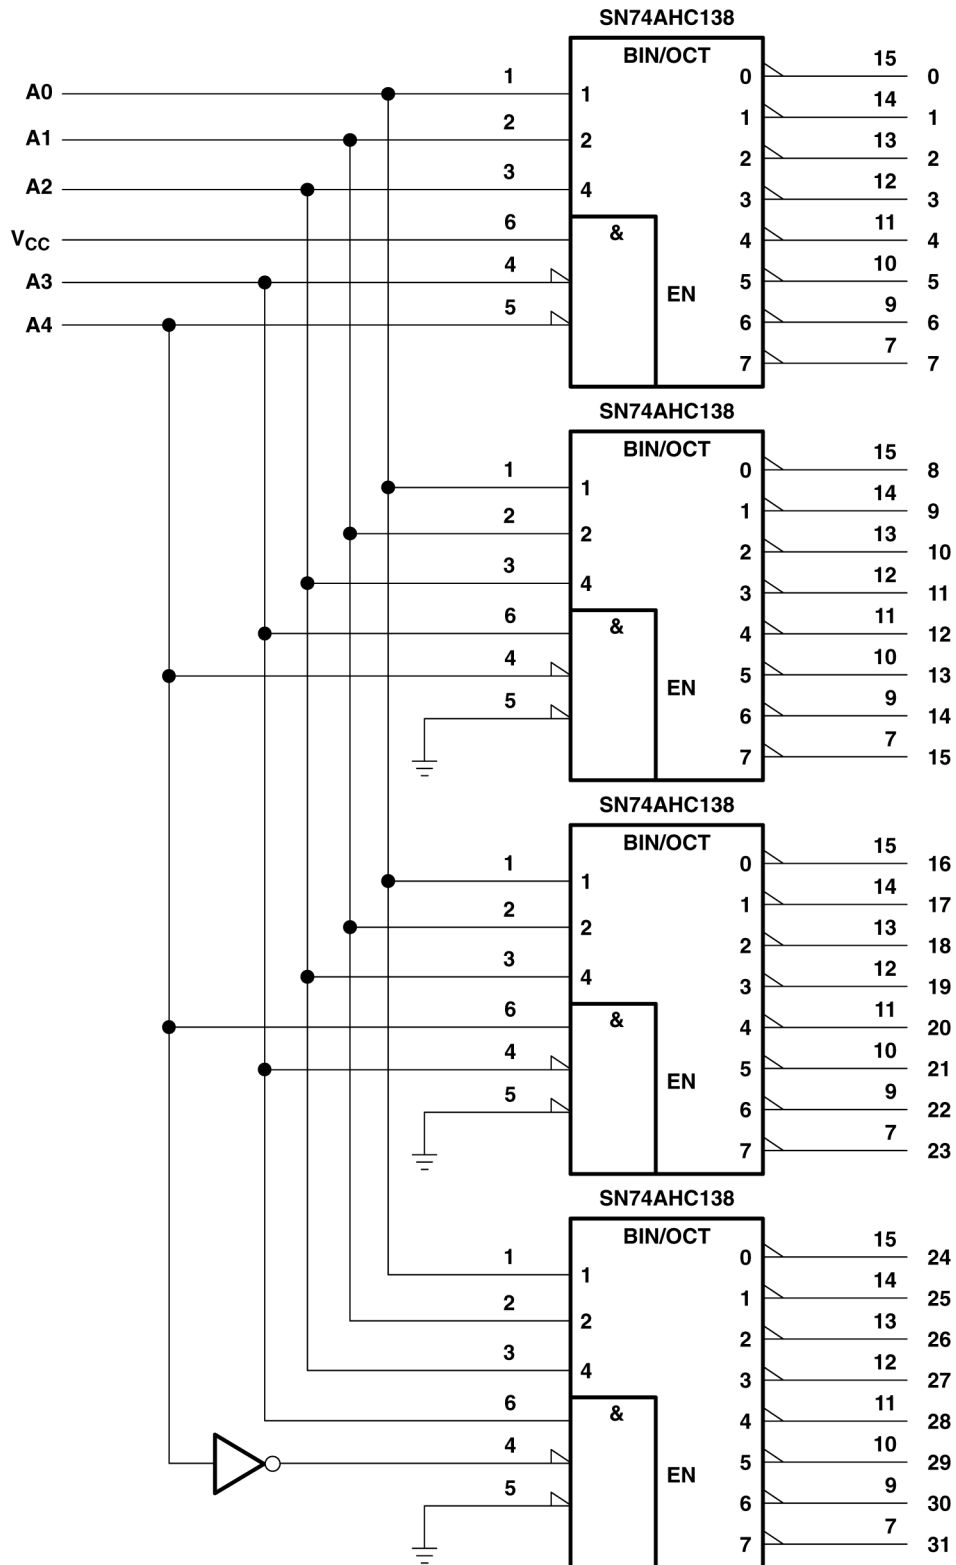 SN74AHC138
BIN/OCT
0 15 0
A0 1 1
1 14 1
A1 2 2
2 13 2
A2 3 4
3 12 3
&
VCC 6
4 11 4
A3 4
5 10 5
EN
A4 5
6 9 6
7 7 7
SN74AHC138
BIN/OCT
0 15 8
1 1
1 14 9
2 2
2 13 10
3 4
3 12 11
&
6
4 11 12
4
5 10 13
EN
5
6 9 14
7 7 15
SN74AHC138
BIN/OCT
0 15 16
1 1
1 14 17
2 2
2 13 18
3 4
3 12 19
&
6
4 11 20
4
5 10 21
EN
5
6 9 22
7 7 23
SN74AHC138
BIN/OCT
0 15 24
1 1
1 14 25
2 2
2 13 26
3 4
3 12 27
&
6
4 11 28
4
5 10 29
EN
5
6 9 30
7 7 31